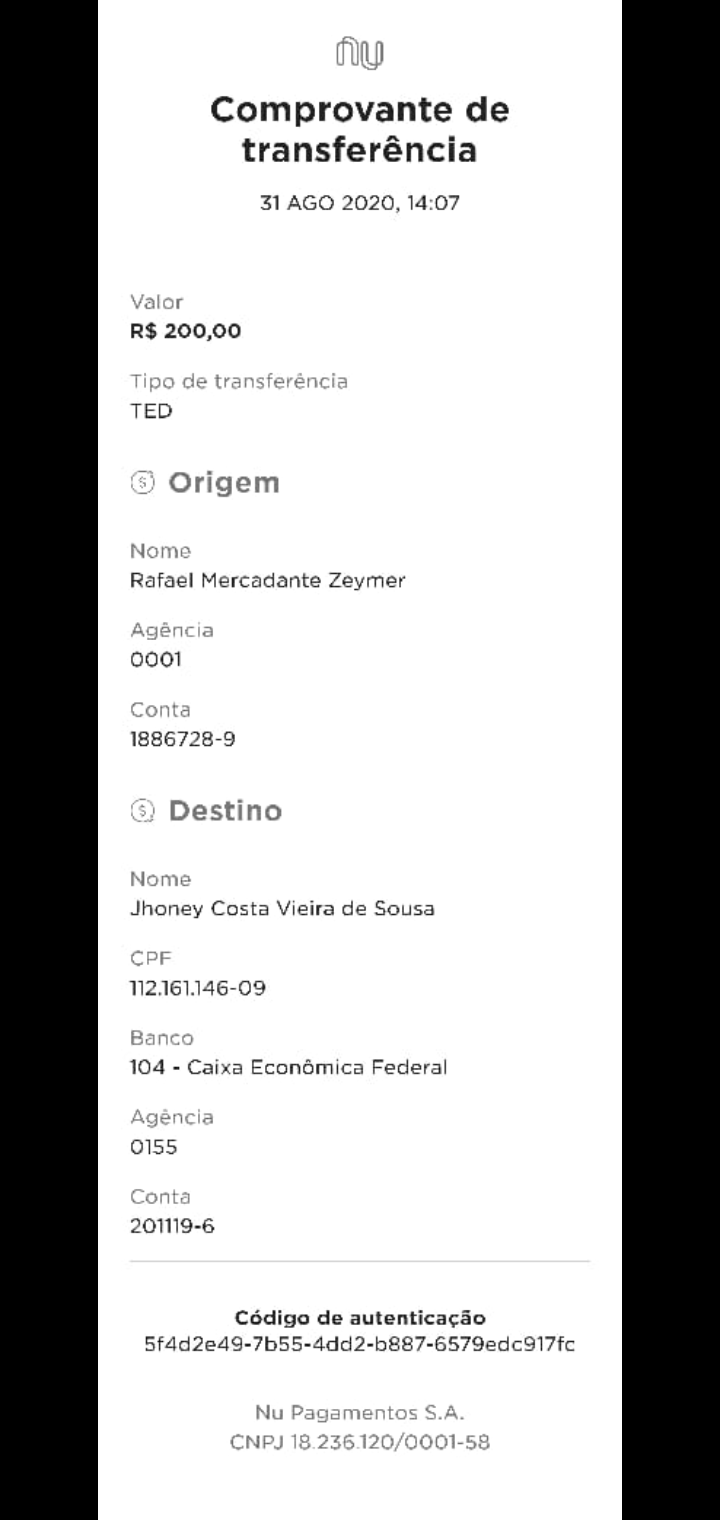 nu
Comprovante de
transferência
31 AGO 2020, 14:07
Valor
R$ 200,00
Tipo de transferência
TED
Origem
Nome
Rafael Mercadante Zeymer
Agência
0001
Conta
1886728-9
Destino
Nome
Jhoney Costa Vieira de Sousa
CPF
112.161.146-09
Banco
104 - Caixa Econômica Federal
Agência
0155
Conta
201119-6
Código de autenticação
5f4d2e49-7b55-4dd2-b887-6579edc917fc
Nu Pagamentos S.A.
CNPJ 18.236.120/0001-58